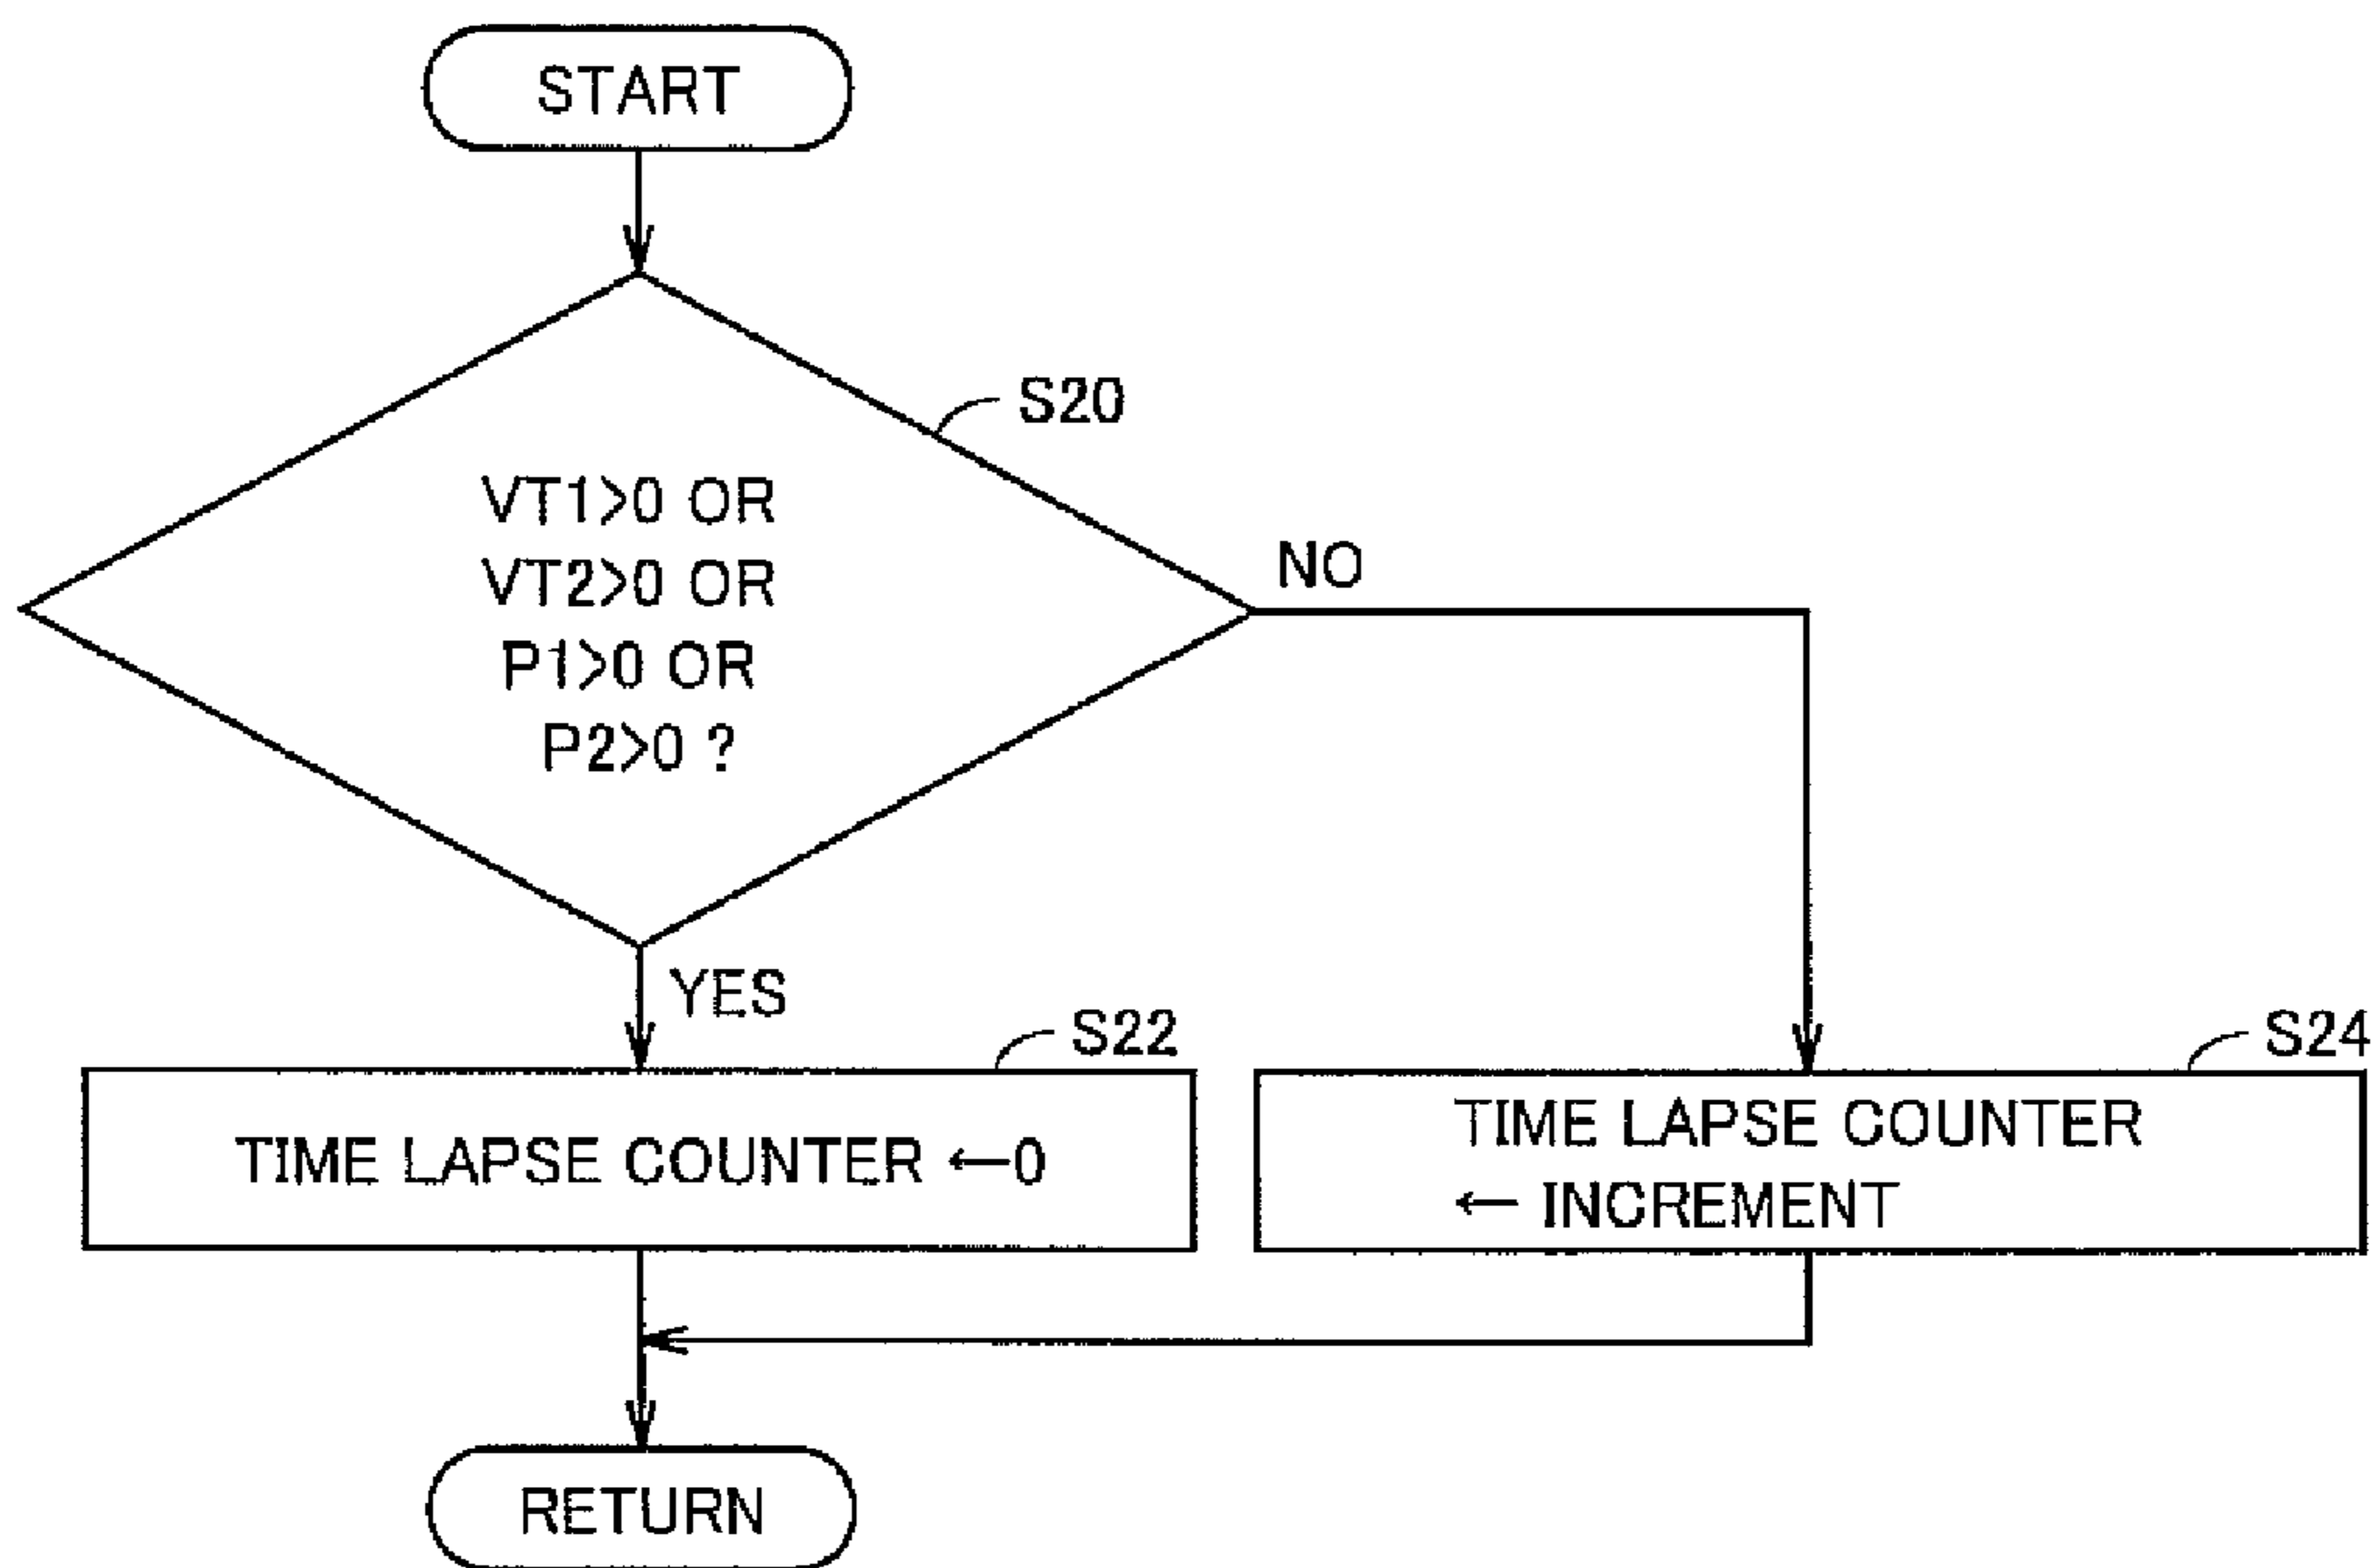 START
S20
VT1>0 OR
VT2>0 OR
P1>0 OR
P2>0 ?
NO
YES
S22
TIME LAPSE COUNTER ←0
S24
TIME LAPSE COUNTER
← INCREMENT
RETURN